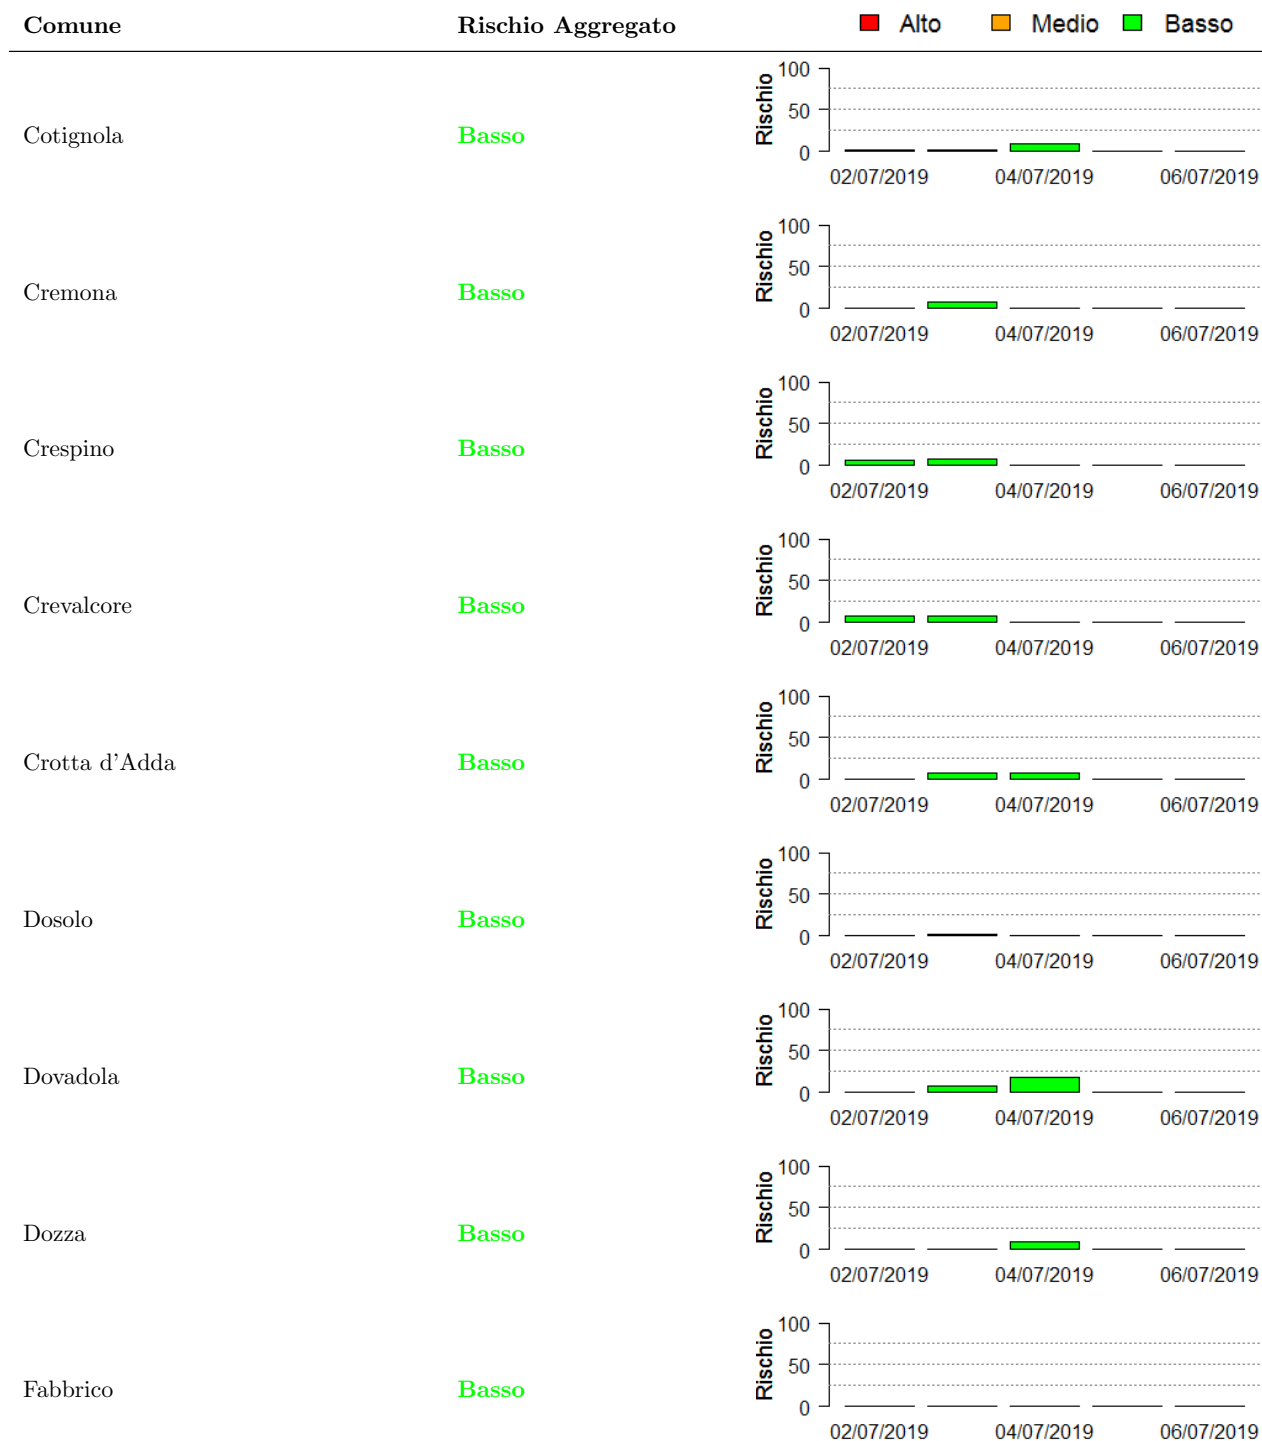 Comune Rischio Aggregato Alto Medio Basso
100
50
0
Rischio
Cotignola Basso
02/07/2019 04/07/2019 06/07/2019
100
50
0
Rischio
Cremona Basso
02/07/2019 04/07/2019 06/07/2019
100
50
0
Rischio
Crespino Basso
02/07/2019 04/07/2019 06/07/2019
100
50
0
Rischio
Crevalcore Basso
02/07/2019 04/07/2019 06/07/2019
100
50
0
Rischio
Crotta d'Adda Basso
02/07/2019 04/07/2019 06/07/2019
100
50
0
Rischio
Dosolo Basso
02/07/2019 04/07/2019 06/07/2019
100
50
0
Rischio
Dovadola Basso
02/07/2019 04/07/2019 06/07/2019
100
50
0
Rischio
Dozza Basso
02/07/2019 04/07/2019 06/07/2019
100
50
0
Rischio
Fabbrico Basso
02/07/2019 04/07/2019 06/07/2019